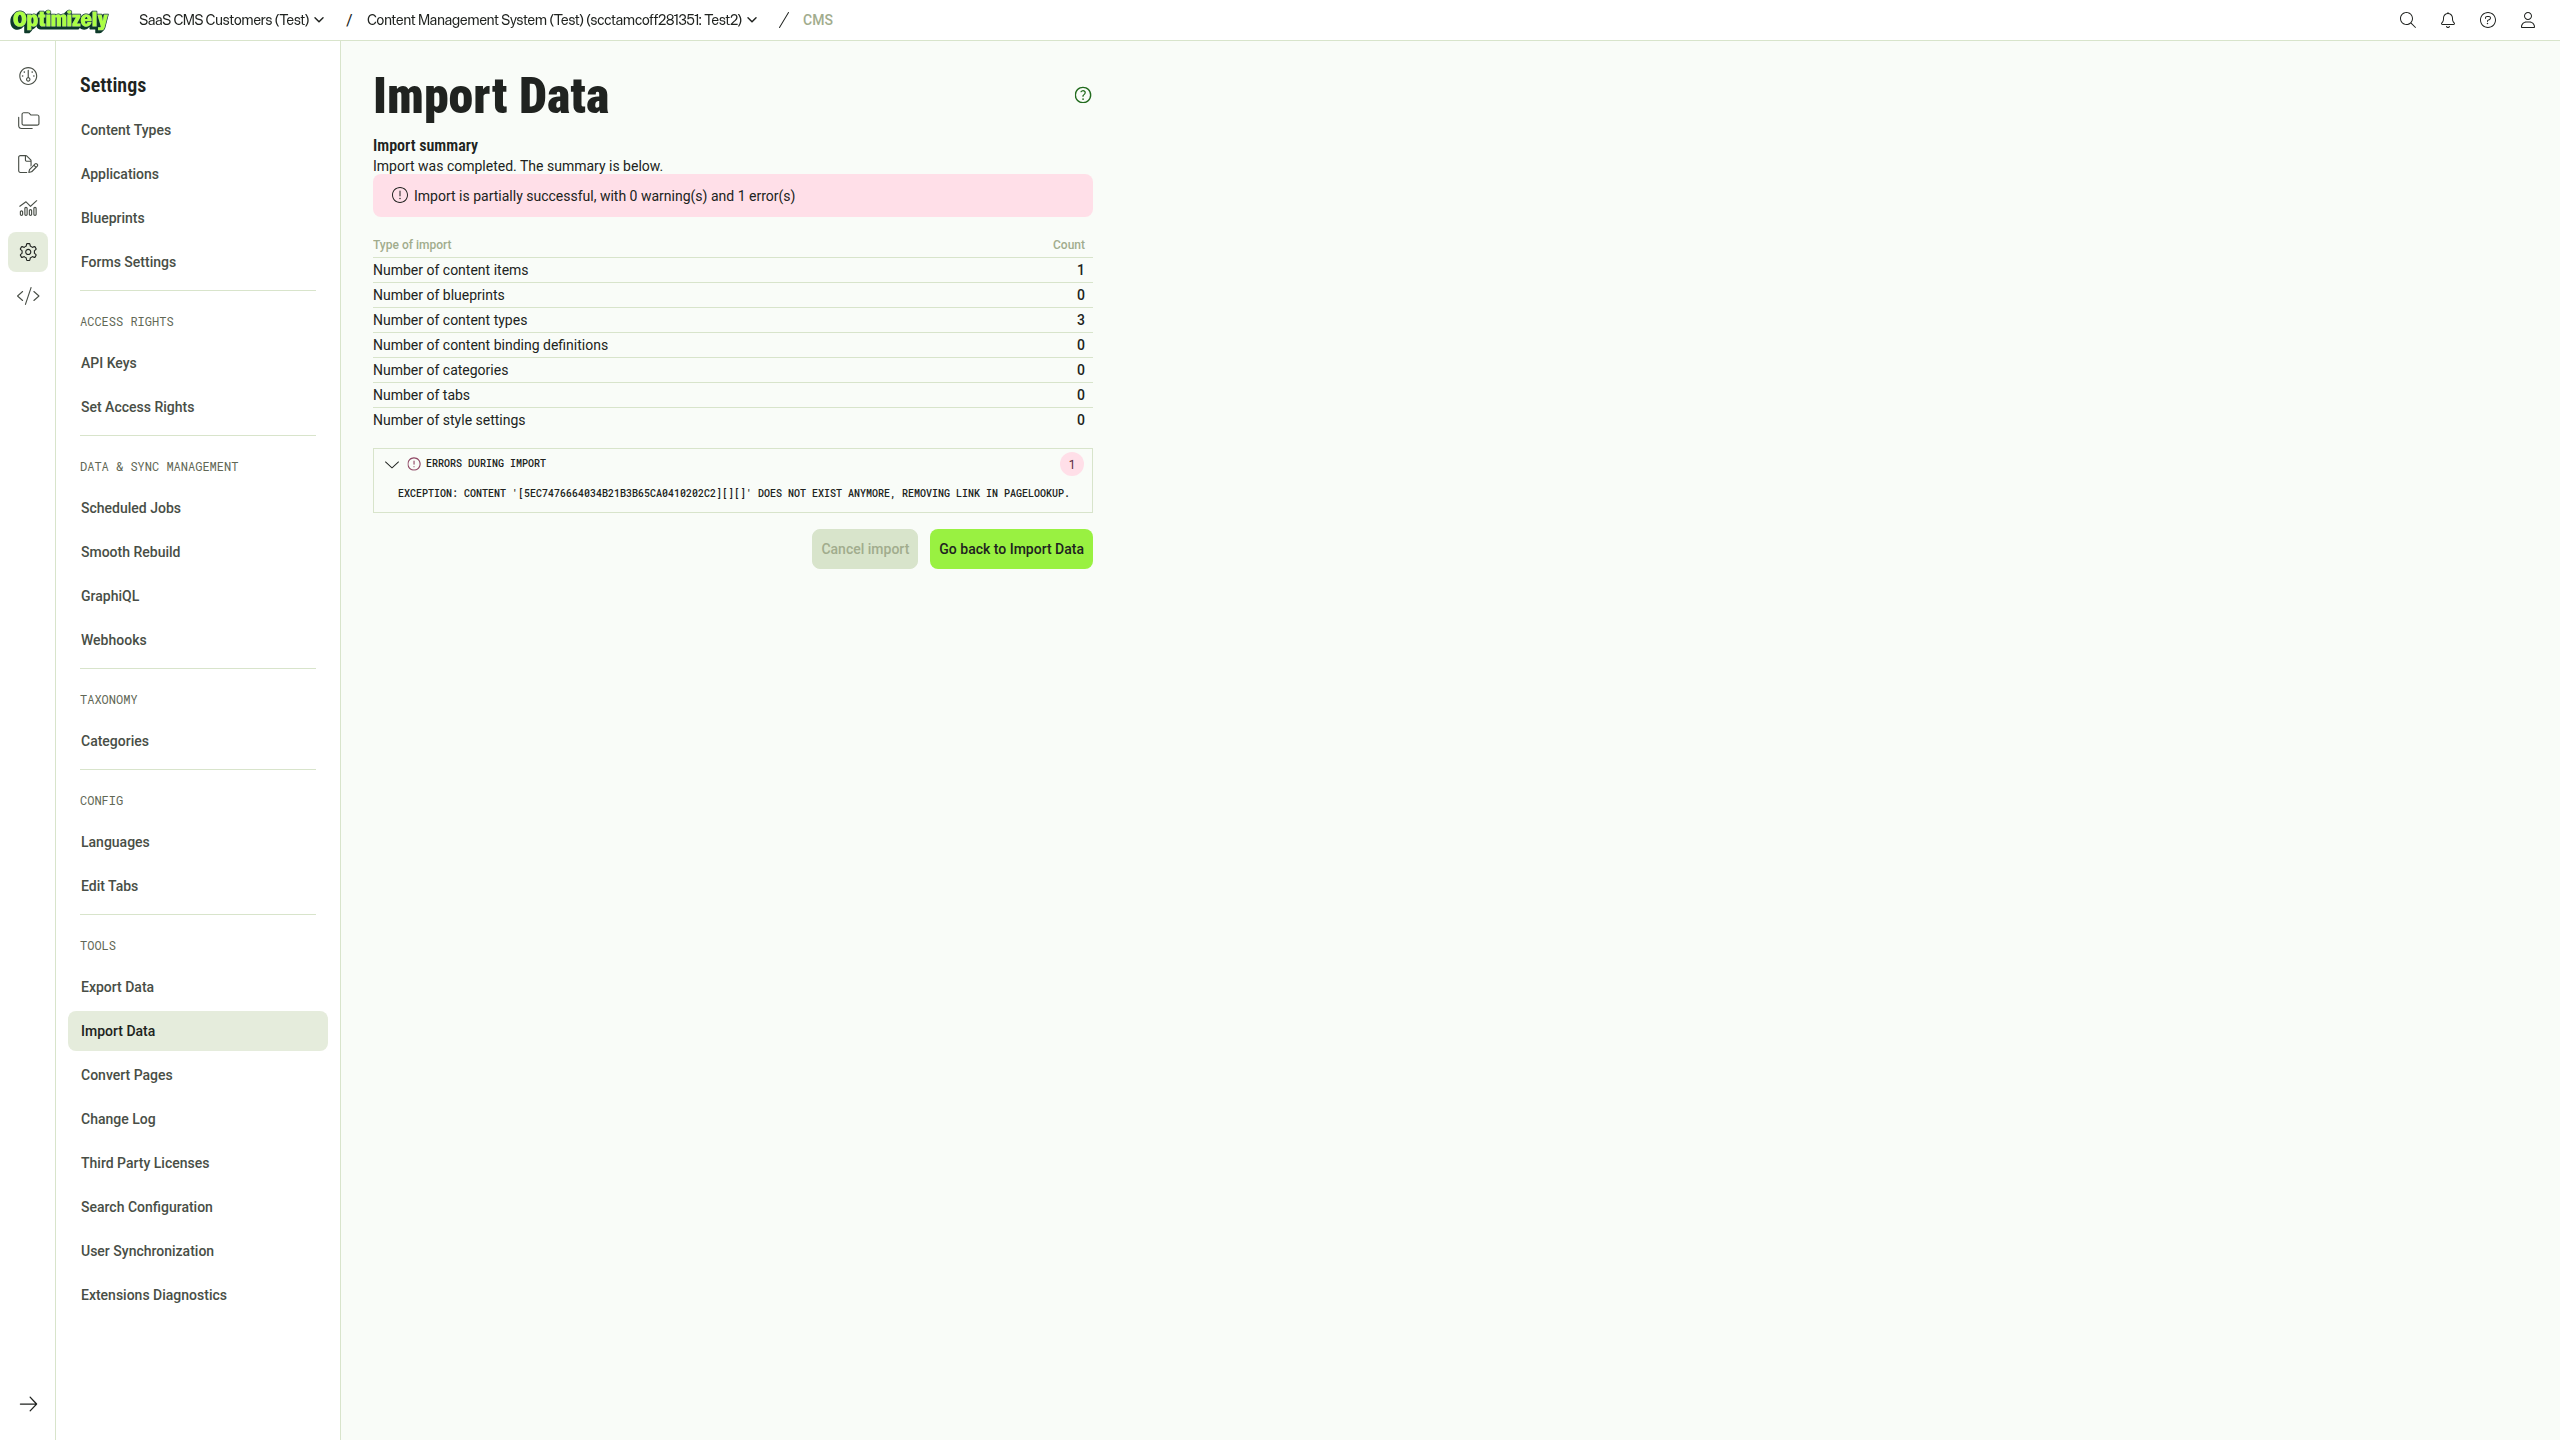 Optimizely
SaaS CMS Customers (Test) / Content Management System (Test) (scctamcoff281351: Test2) / CMS
Settings
Content Types
Applications
Blueprints
Forms Settings
ACCESS RIGHTS
API Keys
Set Access Rights
DATA & SYNC MANAGEMENT
Scheduled Jobs
Smooth Rebuild
GraphiQL
Webhooks
TAXONOMY
Categories
CONFIG
Languages
Edit Tabs
TOOLS
Export Data
Import Data
Convert Pages
Change Log
Third Party Licenses
Search Configuration
User Synchronization
Extensions Diagnostics
Import Data
Import summary
Import was completed. The summary is below.
Import is partially successful, with 0 warning(s) and 1 error(s)
Type of import Count
Number of content items 1
Number of blueprints 0
Number of content types 3
Number of content binding definitions 0
Number of categories 0
Number of tabs 0
Number of style settings 0
ERRORS DURING IMPORT 1
EXCEPTION: CONTENT '[5EC7476664034B21B3B65CA0410202C2][][]' DOES NOT EXIST ANYMORE, REMOVING LINK IN PAGELOOKUP.
Cancel import Go back to Import Data